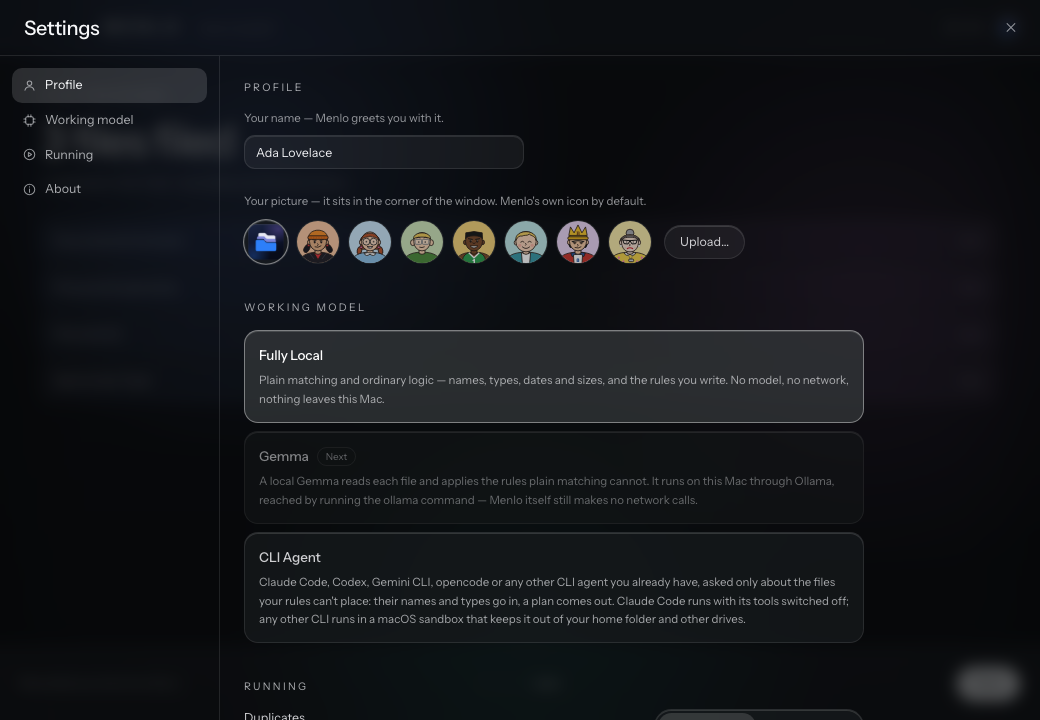 Settings
Profile
Working model
Running
About
PROFILE
Your name — Menlo greets you with it.
Ada Lovelace
Your picture — it sits in the corner of the window. Menlo's own icon by default.
Upload...
WORKING MODEL
Fully Local
Plain matching and ordinary logic — names, types, dates and sizes, and the rules you write. No model, no network,
nothing leaves this Mac.
Gemma Next
A local Gemma reads each file and applies the rules plain matching cannot. It runs on this Mac through Ollama,
reached by running the ollama command — Menlo itself still makes no network calls.
CLI Agent
Claude Code, Codex, Gemini CLI, opencode or any other CLI agent you already have, asked only about the files
your rules can't place: their names and types go in, a plan comes out. Claude Code runs with its tools switched off;
any other CLI runs in a macOS sandbox that keeps it out of your home folder and other drives.
RUNNING
Duplicates